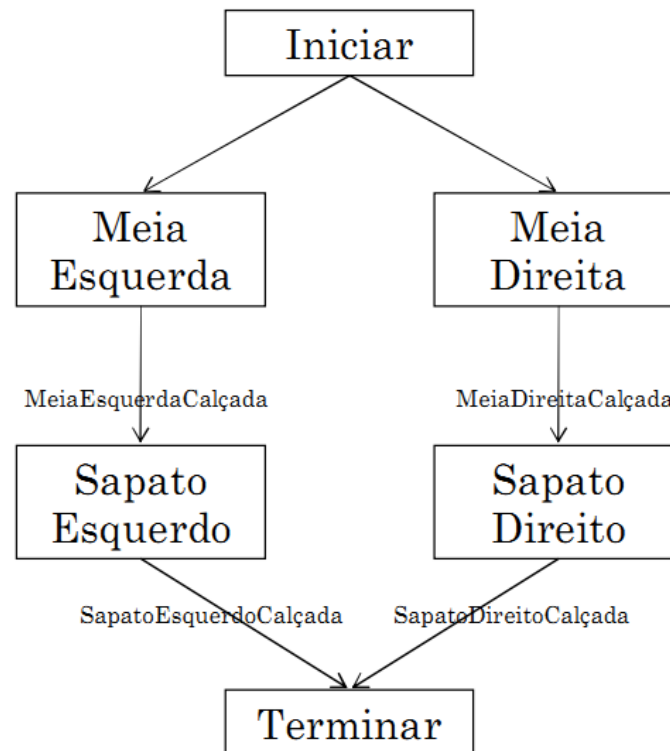 Iniciar
Meia
Esquerda
Meia
Direita
MeiaEsquerdaCalçada
MeiaDireitaCalçada
Sapato
Esquerdo
Sapato
Direito
SapatoEsquerdoCalçada
SapatoDireitoCalçada
Terminar